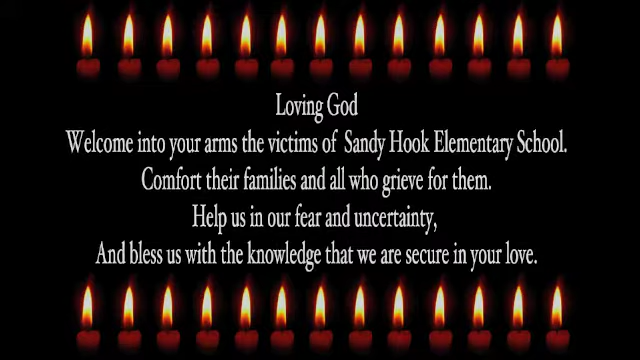 Loving God
Welcome into your arms the victims of Sandy Hook Elementary School.
Comfort their families and all who grieve for them.
Help us in our fear and uncertainty,
And bless us with the knowledge that we are secure in your love.